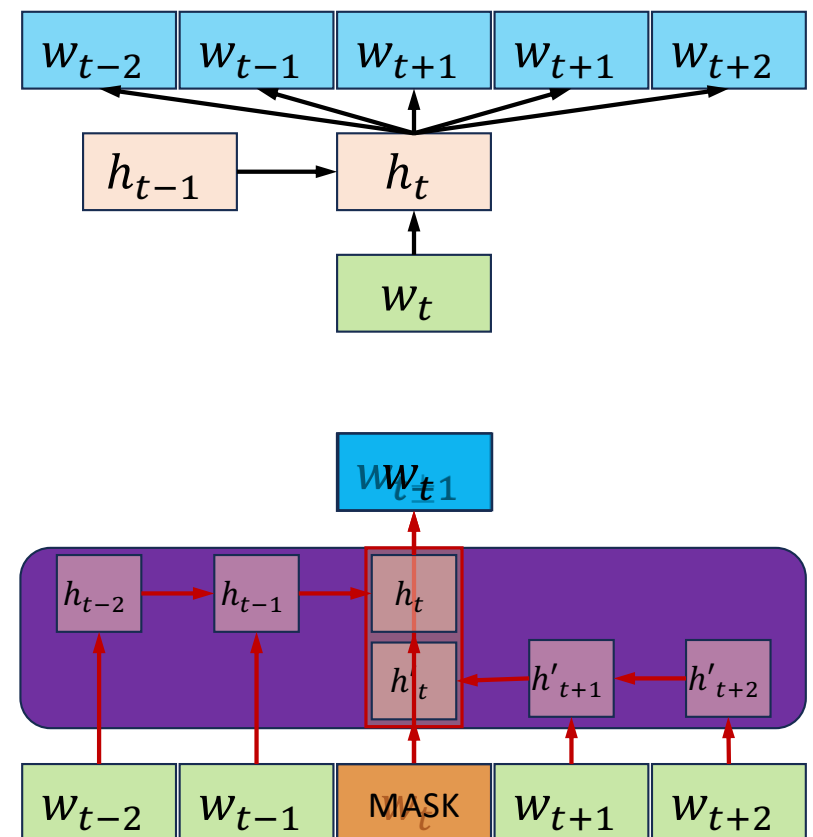 w_{t-2} w_{t-1} w_{t+1} w_{t+1} w_{t+2}
h_{t-1} h_t
w_t
w_t
h_{t-2} h_{t-1} h_t
h'_t h'_{t+1} h'_{t+2}
w_{t-2} w_{t-1} MASK w_{t+1} w_{t+2}